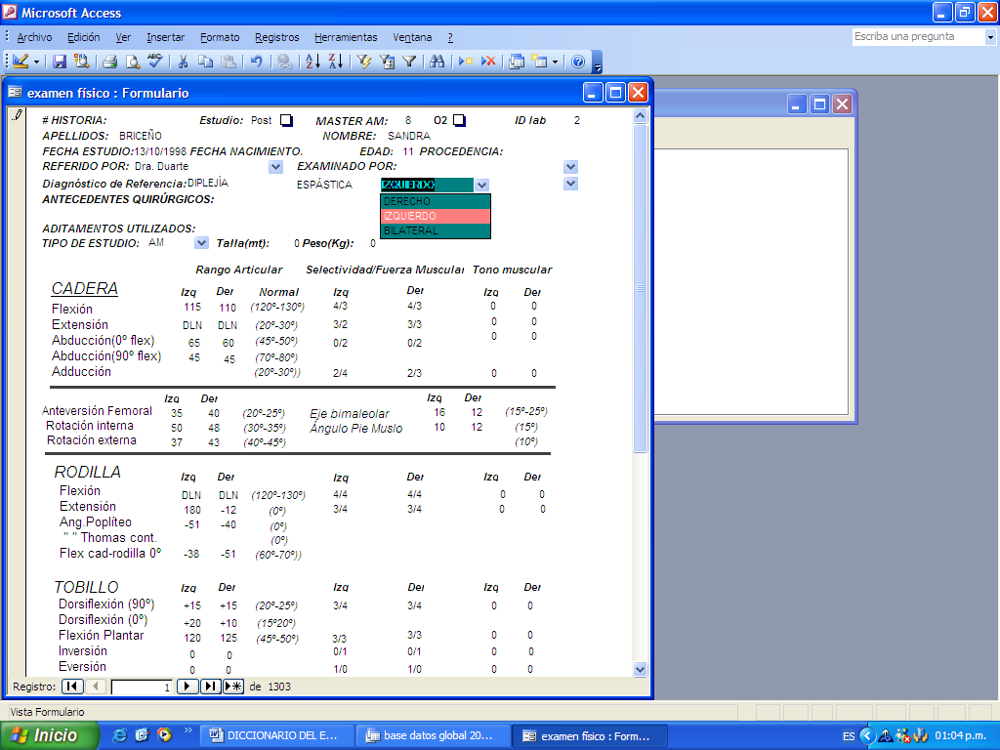 Microsoft Access
Archivo Edición Ver Insertar Formato Registros Herramientas Ventana ? Escriba una pregunta
examen físico : Formulario
# HISTORIA: Estudio: Post MASTER AM: 8 O2 ID lab 2
APELLIDOS: BRICEÑO NOMBRE: SANDRA
FECHA ESTUDIO:13/10/1998 FECHA NACIMIENTO. EDAD: 11 PROCEDENCIA:
REFERIDO POR: Dra. Duarte EXAMINADO POR:
Diagnóstico de Referencia: DIPLEJÍA ESPÁSTICA IZQUIERDO
DERECHO
IZQUIERDO
BILATERAL
ANTECEDENTES QUIRÚRGICOS:
ADITAMENTOS UTILIZADOS:
TIPO DE ESTUDIO: AM Talla(mt): 0 Peso(Kg): 0
Rango Articular Selectividad/Fuerza Muscular Tono muscular
CADERA Izq Der Normal Izq Der Izq Der
Flexión 115 110 (120º-130º) 4/3 4/3 0 0
Extensión DLN DLN (20º-30º) 3/2 3/3 0 0
Abducción(0º flex) 65 60 (45º-50º) 0/2 0/2 0 0
Abducción(90º flex) 45 45 (70º-80º)
Adducción (20º-30º)) 2/4 2/3 0 0
Izq Der Izq Der
Anteversión Femoral 35 40 (20º-25º) Eje bimaleolar 16 12 (15º-25º)
Rotación interna 50 48 (30º-35º) Ángulo Pie Muslo 10 12 (15º)
Rotación externa 37 43 (40º-45º) (10º)
RODILLA Izq Der Izq Der Izq Der
Flexión DLN DLN (120º-130º) 4/4 4/4 0 0
Extensión 180 -12 (0º) 3/4 3/4 0 0
Ang.Poplíteo -51 -40 (0º)
" " Thomas cont. (0º)
Flex cad-rodilla 0º -38 -51 (60º-70º))
TOBILLO Izq Der Izq Der Izq Der
Dorsiflexión (90º) +15 +15 (20º-25º) 3/4 3/4 0 0
Dorsiflexión (0º) +20 +10 (15º20º)
Flexión Plantar 120 125 (45º-50º) 3/3 3/3 0 0
Inversión 0 0 0/1 0/1 0 0
Eversión 0 0 1/0 1/0 0 0
Registro: 1 de 1303
Vista Formulario
Inicio DICCIONARIO DEL E... base datos global 20... examen físico : Form... ES 01:04 p.m.